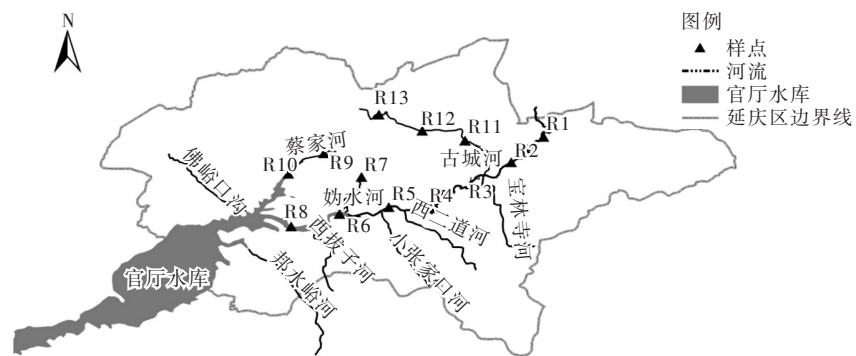 N
图例
样点
河流
官厅水库
延庆区边界线
R13
R12
R11
R1
蔡家河
古城河
R2
佛峪口沟
R10
R9
R7
R3
宝林寺河
妫水河
R5
R4
西二道河
R8
R6
西拨子河
小张家口河
官厅水库
邦水峪河